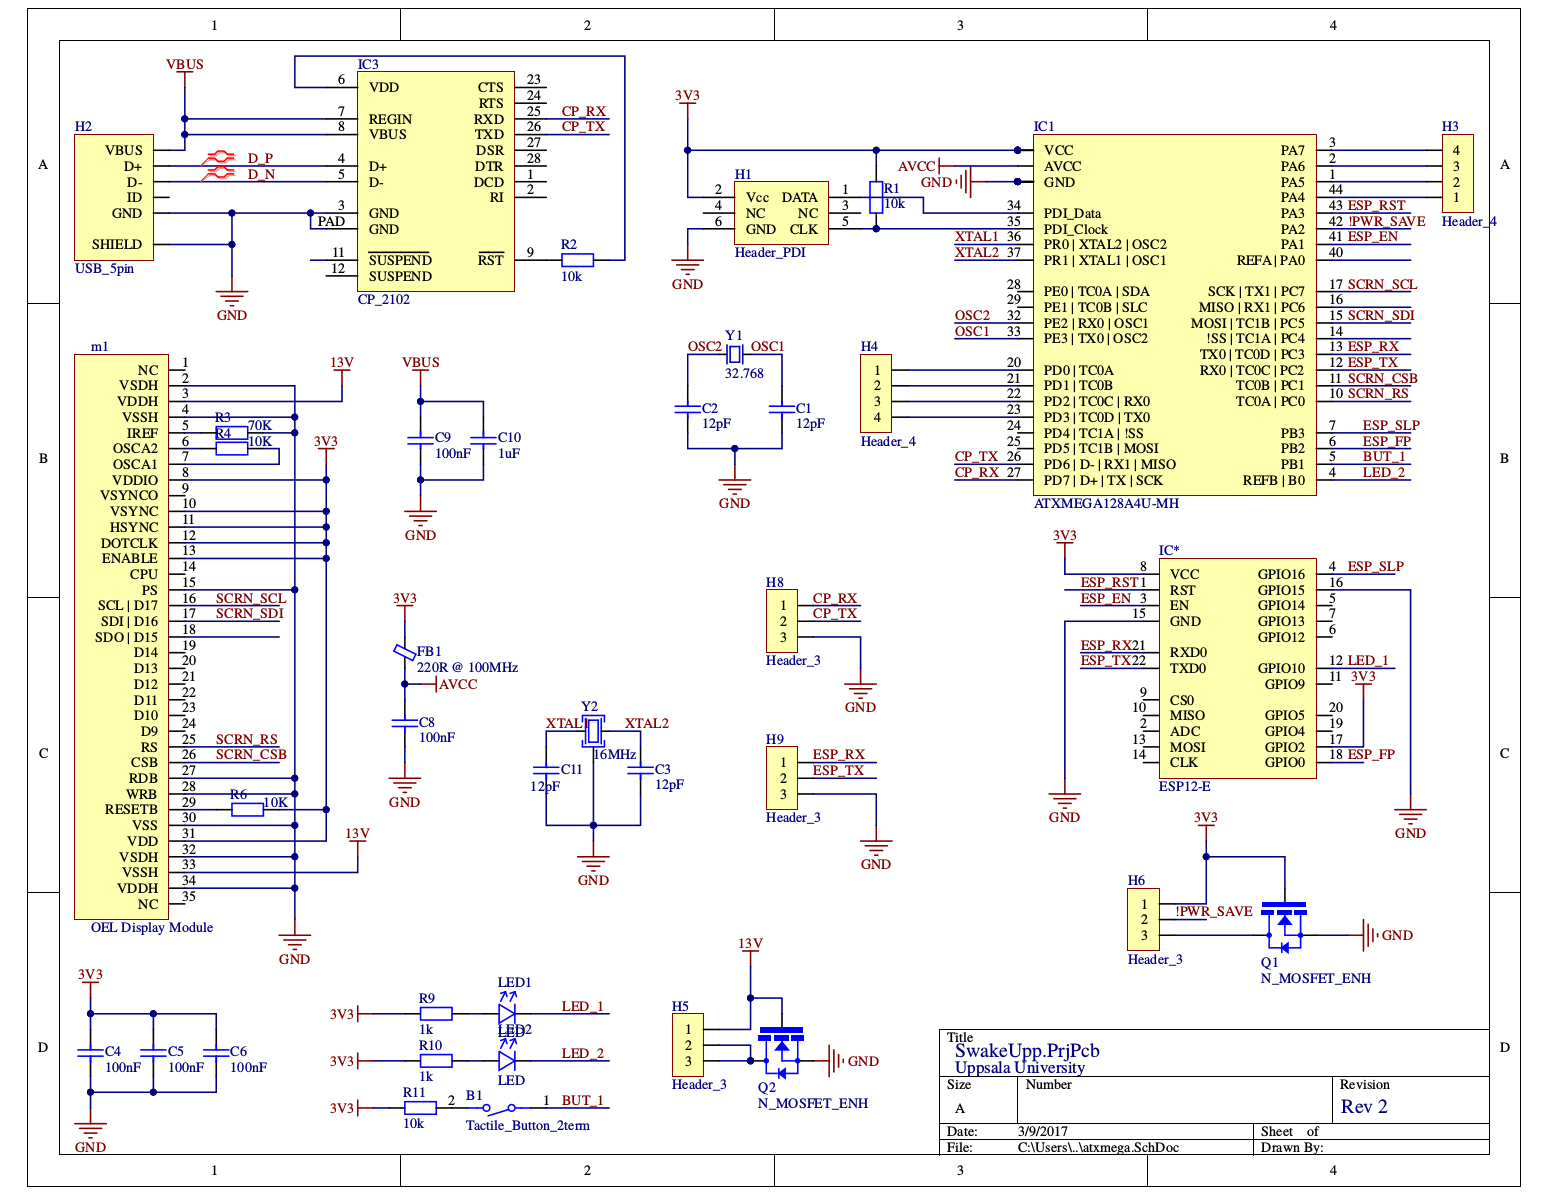 1 2 3 4
A B C D
A B C D
1 2 3 4
VBUS
H2
VBUS
D+
D-
ID
GND
SHIELD
USB_5pin
D_P
D_N
GND
IC3
6 VDD CTS 23
RTS 24
7 REGIN RXD 25 CP_RX
8 VBUS TXD 26 CP_TX
DSR 27
4 D+ DTR 28
5 D- DCD 1
RI 2
3 GND
PAD GND
11 SUSPEND RST 9
12 SUSPEND
CP_2102
R2
10k
3V3
H1
2 Vcc DATA 1
4 NC NC 3
6 GND CLK 5
Header_PDI
GND
R1
10k
AVCC
GND
IC1
VCC PA7 3
AVCC PA6 2
GND PA5 1
PA4 44
34 PDI_Data PA3 43 ESP_RST
35 PDI_Clock PA2 42 !PWR_SAVE
XTAL1 36 PR0 | XTAL2 | OSC2 PA1 41 ESP_EN
XTAL2 37 PR1 | XTAL1 | OSC1 REFA | PA0 40
28 PE0 | TC0A | SDA SCK | TX1 | PC7 17 SCRN_SCL
29 PE1 | TC0B | SLC MISO | RX1 | PC6 16
OSC2 32 PE2 | RX0 | OSC1 MOSI | TC1B | PC5 15 SCRN_SDI
OSC1 33 PE3 | TX0 | OSC2 !SS | TC1A | PC4 14
TX0 | TC0D | PC3 13 ESP_RX
20 PD0 | TC0A RX0 | TC0C | PC2 12 ESP_TX
21 PD1 | TC0B TC0B | PC1 11 SCRN_CSB
22 PD2 | TC0C | RX0 TC0A | PC0 10 SCRN_RS
23 PD3 | TC0D | TX0
24 PD4 | TC1A | !SS PB3 7 ESP_SLP
25 PD5 | TC1B | MOSI PB2 6 ESP_FP
CP_TX 26 PD6 | D- | RX1 | MISO PB1 5 BUT_1
CP_RX 27 PD7 | D+ | TX | SCK REFB | B0 4 LED_2
ATXMEGA128A4U-MH
H3
4
3
2
1
Header_4
Y1
OSC2 OSC1
32.768
C2
12pF
C1
12pF
GND
H4
1
2
3
4
Header_4
m1
NC 1
VSDH 2
VDDH 3
VSSH 4
IREF 5
OSCA2 6
OSCA1 7
VDDIO 8
VSYNCO 9
VSYNC 10
HSYNC 11
DOTCLK 12
ENABLE 13
CPU 14
PS 15
SCL | D17 16 SCRN_SCL
SDI | D16 17 SCRN_SDI
SDO | D15 18
D14 19
D13 20
D12 21
D11 22
D10 23
D9 24
RS 25 SCRN_RS
CSB 26 SCRN_CSB
RDB 27
WRB 28
RESETB 29
VSS 30
VDD 31
VSDH 32
VSSH 33
VDDH 34
NC 35
OEL Display Module
R3 70K
R4 10K
R6 10K
13V
3V3
13V
GND
VBUS
C9
100nF
C10
1uF
GND
3V3
FB1
220R @ 100MHz
AVCC
C8
100nF
GND
Y2
XTAL1 XTAL2
16MHz
C11
12pF
C3
12pF
GND
H8
1 CP_RX
2 CP_TX
3
Header_3
GND
H9
1 ESP_RX
2 ESP_TX
3
Header_3
GND
3V3
IC*
8 VCC GPIO16 4 ESP_SLP
ESP_RST 1 RST GPIO15 16
ESP_EN 3 EN GPIO14 5
15 GND GPIO13 7
GPIO12 6
ESP_RX 21 RXD0
ESP_TX 22 TXD0 GPIO10 12 LED_1
GPIO9 11 3V3
9 CS0
10 MISO GPIO5 20
2 ADC GPIO4 19
13 MOSI GPIO2 17
14 CLK GPIO0 18 ESP_FP
ESP12-E
GND
GND
3V3
H6
1
2 !PWR_SAVE
3
Header_3
GND
Q1
N_MOSFET_ENH
3V3
C4
100nF
C5
100nF
C6
100nF
GND
3V3 R9 1k LED1 LED LED_1
3V3 R10 1k LED2 LED LED_2
3V3 R11 10k 2 B1 1 BUT_1
Tactile_Button_2term
13V
H5
1
2
3
Header_3
GND
Q2
N_MOSFET_ENH
Title
SwakeUpp.PrjPcb
Uppsala University
Size Number Revision
A Rev 2
Date: 3/9/2017 Sheet of
File: C:\Users\..\atxmega.SchDoc Drawn By: